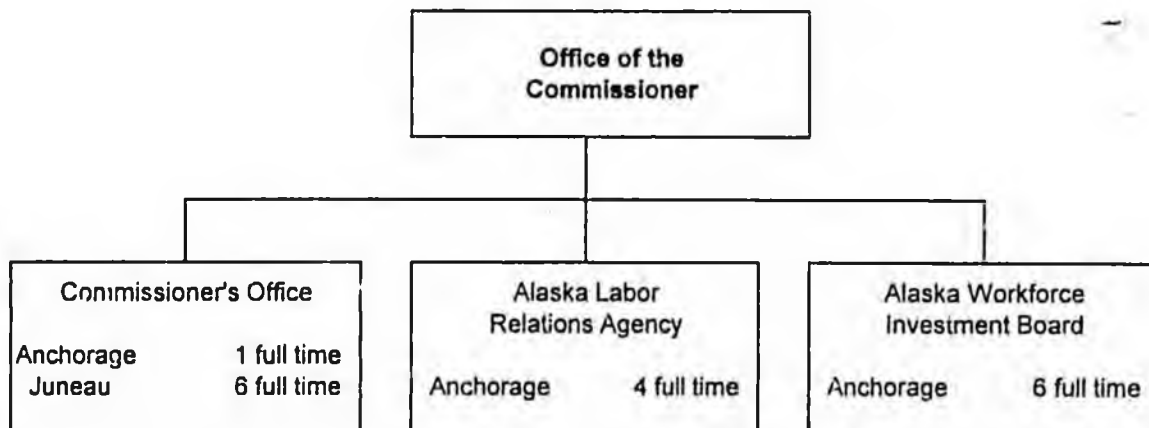 Office of the
Commissioner
Commissioner's Office
Anchorage 1 full time
Juneau 6 full time
Alaska Labor
Relations Agency
Anchorage 4 full time
Alaska Workforce
Investment Board
Anchorage 6 full time